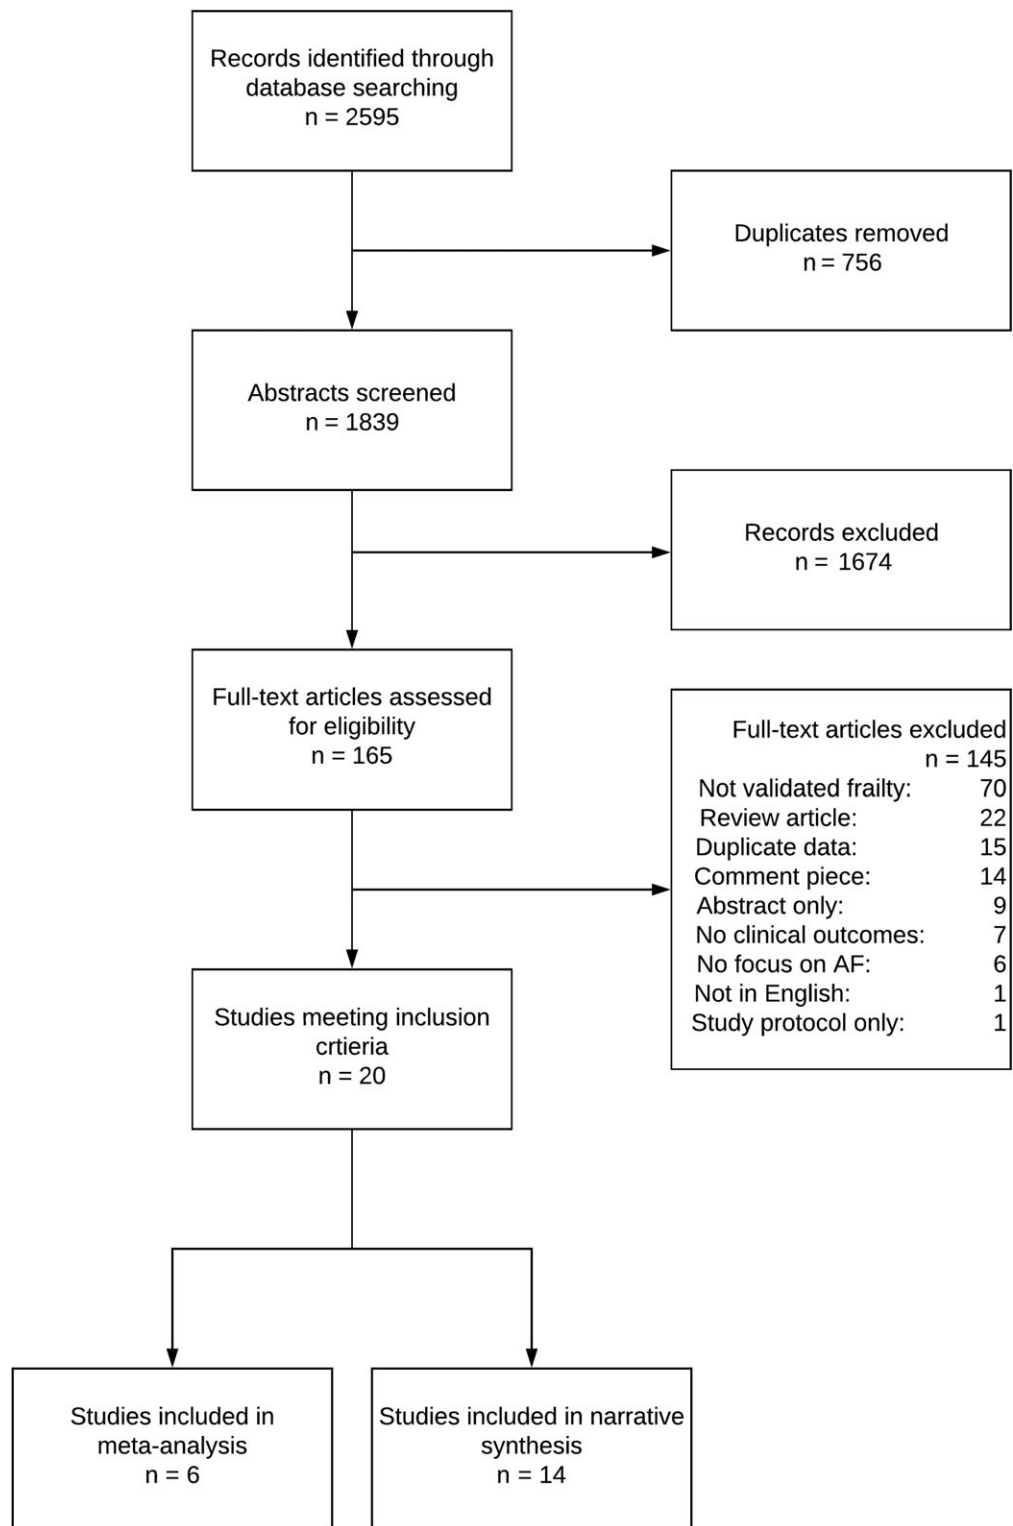 Records identified through
database searching
n = 2595
Duplicates removed
n = 756
Abstracts screened
n = 1839
Records excluded
n = 1674
Full-text articles assessed
for eligibility
n = 165
Full-text articles excluded
n = 145
Not validated frailty: 70
Review article: 22
Duplicate data: 15
Comment piece: 14
Abstract only: 9
No clinical outcomes: 7
No focus on AF: 6
Not in English: 1
Study protocol only: 1
Studies meeting inclusion
crtieria
n = 20
Studies included in
meta-analysis
n = 6
Studies included in narrative
synthesis
n = 14